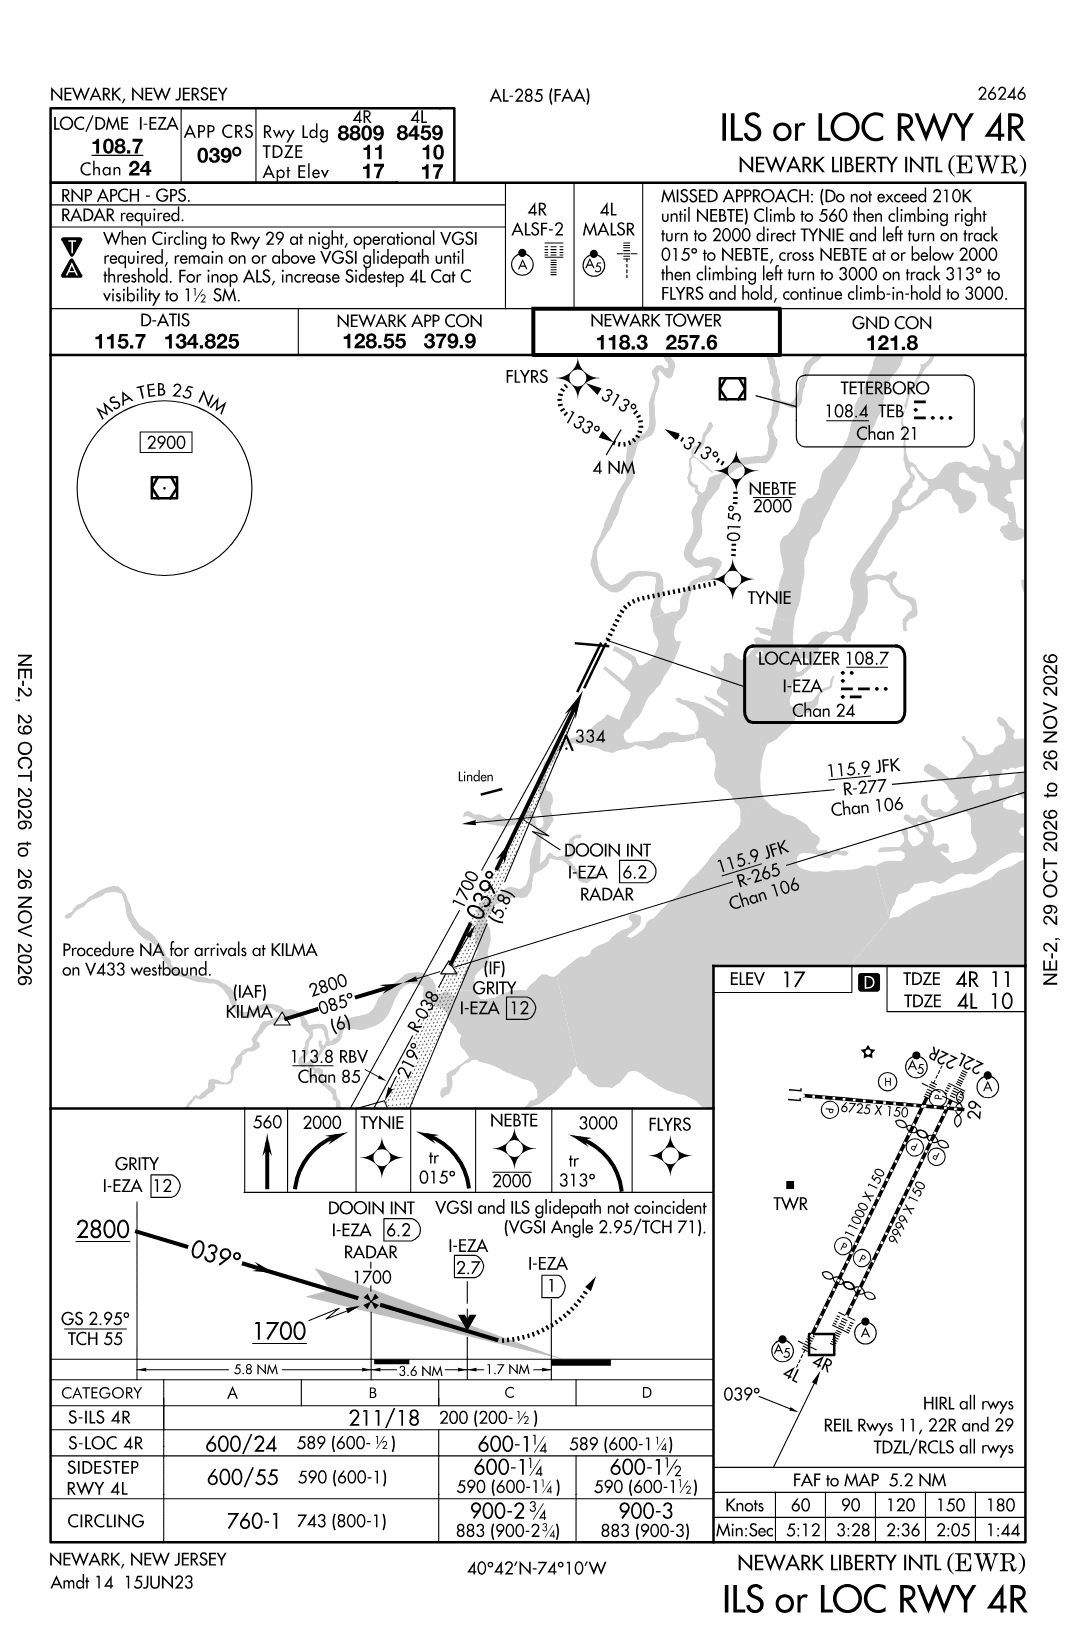 NEWARK, NEW JERSEY
AL-285 (FAA)
26246
ILS or LOC RWY 4R
NEWARK LIBERTY INTL (EWR)
LOC/DME I-EZA
108.7
Chan 24
APP CRS
039°
4R 4L
Rwy Ldg 8809 8459
TDZE 11 10
Apt Elev 17 17
RNP APCH - GPS.
RADAR required.
T
A
When Circling to Rwy 29 at night, operational VGSI
required, remain on or above VGSI glidepath until
threshold. For inop ALS, increase Sidestep 4L Cat C
visibility to 1½ SM.
4R
ALSF-2
A
4L
MALSR
A5
MISSED APPROACH: (Do not exceed 210K
until NEBTE) Climb to 560 then climbing right
turn to 2000 direct TYNIE and left turn on track
015° to NEBTE, cross NEBTE at or below 2000
then climbing left turn to 3000 on track 313° to
FLYRS and hold, continue climb-in-hold to 3000.
D-ATIS
115.7 134.825
NEWARK APP CON
128.55 379.9
NEWARK TOWER
118.3 257.6
GND CON
121.8
MSA TEB 25 NM
2900
FLYRS
313°
133°
4 NM
313°
NEBTE
2000
015°
TYNIE
TETERBORO
108.4 TEB
Chan 21
LOCALIZER 108.7
I-EZA
Chan 24
334
Linden
115.9 JFK
R-277
Chan 106
115.9 JFK
R-265
Chan 106
DOOIN INT
I-EZA 6.2
RADAR
1700
039°
(5.8)
Procedure NA for arrivals at KILMA
on V433 westbound.
(IAF)
KILMA
2800
085°
(6)
(IF)
GRITY
I-EZA 12
R-038
219°
113.8 RBV
Chan 85
NE-2, 29 OCT 2026 to 26 NOV 2026
NE-2, 29 OCT 2026 to 26 NOV 2026
ELEV 17
D
TDZE 4R 11
TDZE 4L 10
A5
22R
22L
A
H
11
P
6725 X 150
P
29
P
P
TWR
11000 X 150
9999 X 150
P
P
A5
4L
4R
A
039°
HIRL all rwys
REIL Rwys 11, 22R and 29
TDZL/RCLS all rwys
FAF to MAP 5.2 NM
Knots 60 90 120 150 180
Min:Sec 5:12 3:28 2:36 2:05 1:44
560
2000
TYNIE
tr
015°
NEBTE
2000
3000
tr
313°
FLYRS
GRITY
I-EZA 12
2800
039°
GS 2.95°
TCH 55
DOOIN INT
I-EZA 6.2
RADAR
1700
1700
VGSI and ILS glidepath not coincident
(VGSI Angle 2.95/TCH 71).
I-EZA
2.7
I-EZA
1
5.8 NM
3.6 NM
1.7 NM
CATEGORY A B C D
S-ILS 4R 211/18 200 (200-½)
S-LOC 4R 600/24 589 (600-½) 600-1¼ 589 (600-1¼)
SIDESTEP
RWY 4L
600/55 590 (600-1)
600-1¼
590 (600-1¼)
600-1½
590 (600-1½)
CIRCLING
760-1 743 (800-1)
900-2¾
883 (900-2¾)
900-3
883 (900-3)
NEWARK, NEW JERSEY
Amdt 14 15JUN23
40°42'N-74°10'W
NEWARK LIBERTY INTL (EWR)
ILS or LOC RWY 4R